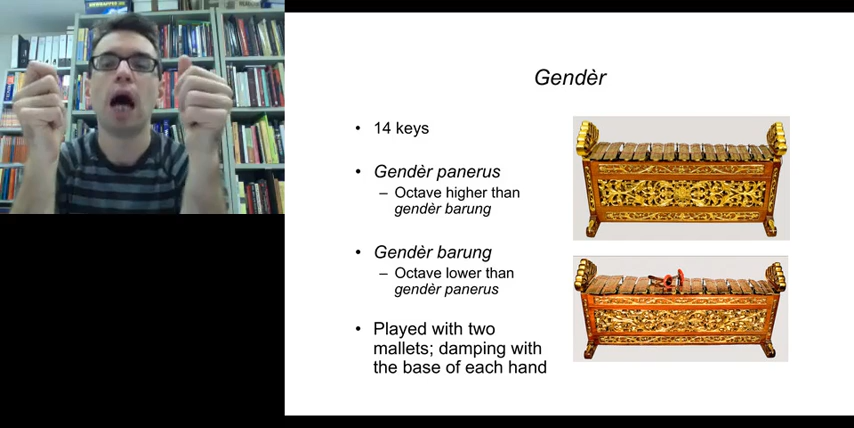 Gendèr
• 14 keys
• Gendèr panerus
– Octave higher than
gendèr barung
• Gendèr barung
– Octave lower than
gendèr panerus
• Played with two
mallets; damping with
the base of each hand